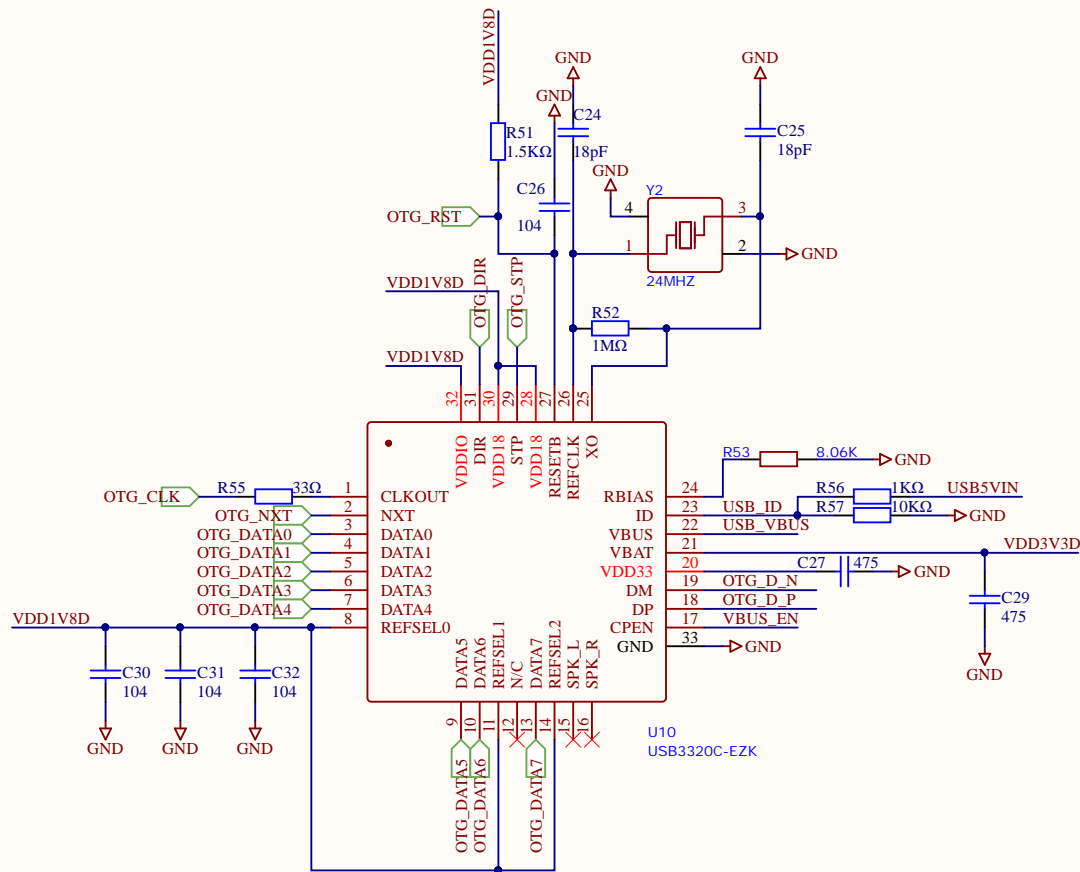 VDD1V8D
GND
GND
GND
C24
18pF
C25
18pF
R51
1.5KΩ
C26
104
GND
Y2
4
3
1
2
GND
24MHZ
OTG_RST
OTG_DIR
OTG_STP
VDD1V8D
VDD1V8D
R52
1MΩ
32
31
30
29
28
27
26
25
VDDIO
DIR
VDD18
STP
VDD18
RESETB
REFCLK
XO
OTG_CLK
R55
33Ω
1
CLKOUT
OTG_NXT
2
NXT
OTG_DATA0
3
DATA0
OTG_DATA1
4
DATA1
OTG_DATA2
5
DATA2
OTG_DATA3
6
DATA3
OTG_DATA4
7
DATA4
VDD1V8D
8
REFSEL0
RBIAS
24
R53
8.06K
GND
ID
23
USB_ID
R56
1KΩ
USB5VIN
R57
10KΩ
GND
VBUS
22
USB_VBUS
VBAT
21
VDD3V3D
VDD33
20
C27
475
GND
DM
19
OTG_D_N
DP
18
OTG_D_P
CPEN
17
VBUS_EN
GND
33
GND
C29
475
GND
C30
104
GND
C31
104
GND
C32
104
GND
DATA5
DATA6
REFSEL1
N/C
DATA7
REFSEL2
SPK_L
SPK_R
9
10
11
12
13
14
15
16
OTG_DATA5
OTG_DATA6
OTG_DATA7
U10
USB3320C-EZK